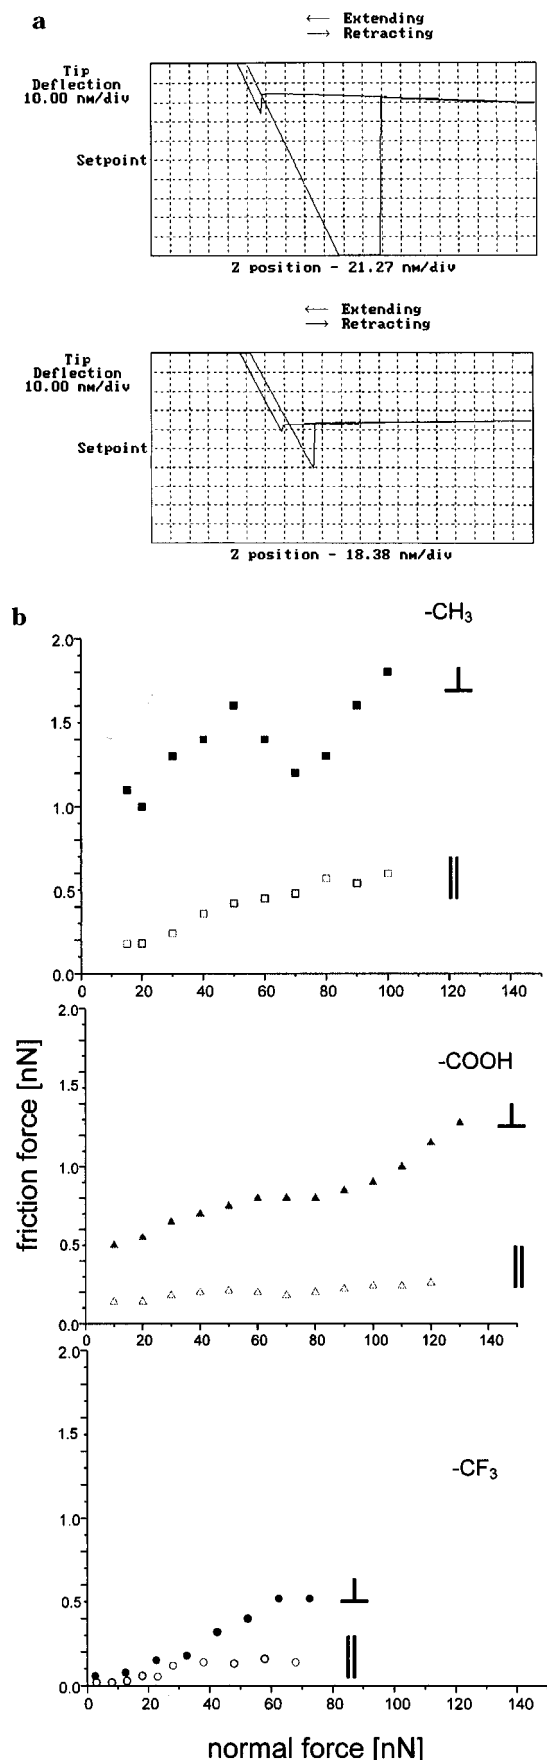 a
← Extending
→ Retracting
Tip
Deflection
10.00 nm/div
Setpoint
Z position - 21.27 nm/div
← Extending
→ Retracting
Tip
Deflection
10.00 nm/div
Setpoint
Z position - 18.38 nm/div
b
-CH₃
2.0
⊥
1.5
1.0
||
0.5
0.0
20 40 60 80 100 120 140
2.0
-COOH
1.5
⊥
1.0
||
0.5
0.0
0 20 40 60 80 100 120 140
friction force [nN]
2.0
-CF₃
1.0
0.5
⊥
||
0.0
0 20 40 60 80 100 120 140
normal force [nN]